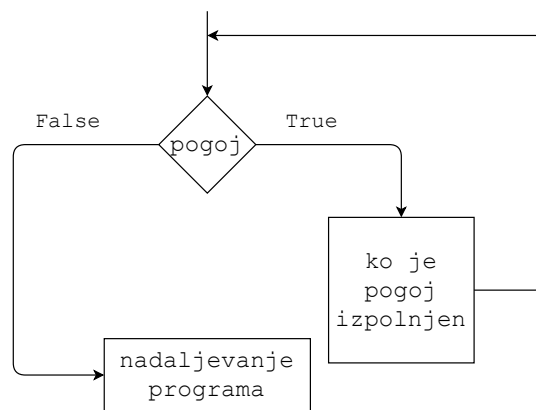 False
True
pogoj
ko je
pogoj
izpolnjen
nadaljevanje
programa